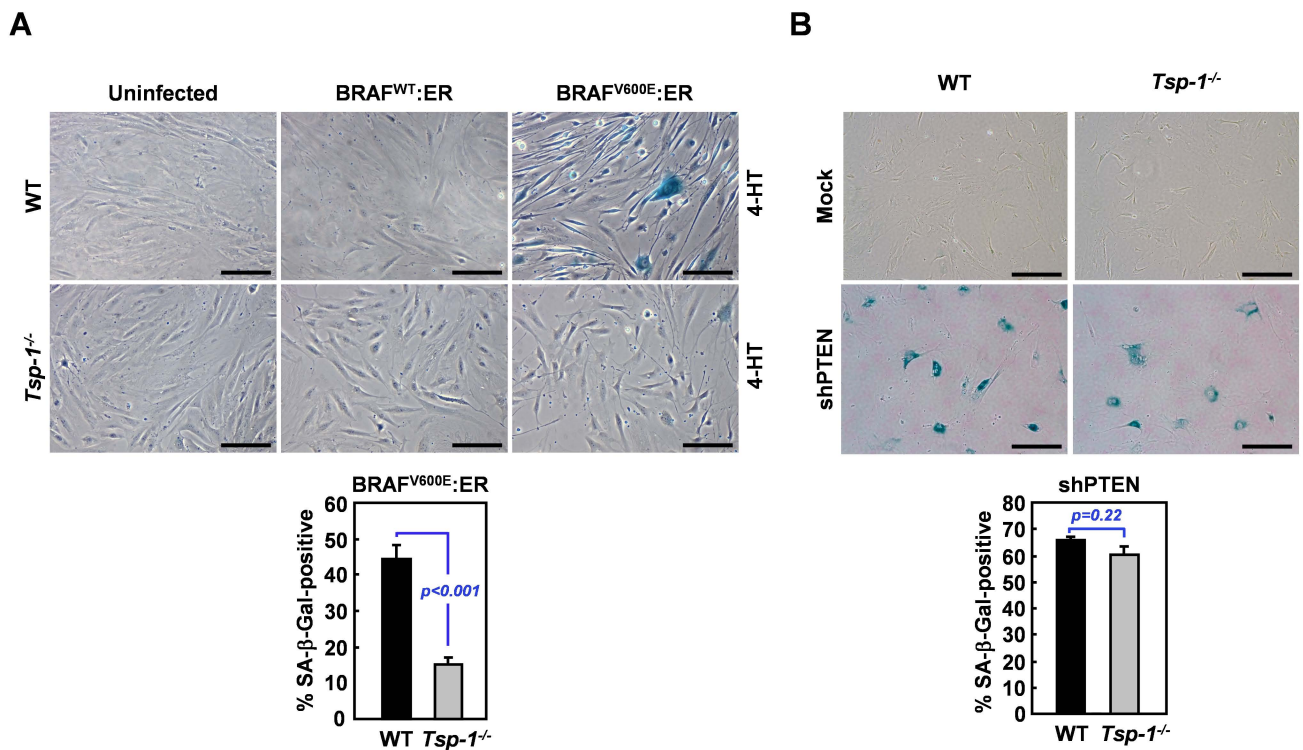 A
B
Uninfected
BRAFWT:ER
BRAFV600E:ER
WT
4-HT
Tsp-1-/-
4-HT
WT
Tsp-1-/-
Mock
shPTEN
BRAFV600E:ER
% SA-β-Gal-positive
60
50
40
30
20
10
0
p<0.001
WT
Tsp-1-/-
shPTEN
% SA-β-Gal-positive
80
70
60
50
40
30
20
10
0
p=0.22
WT
Tsp-1-/-